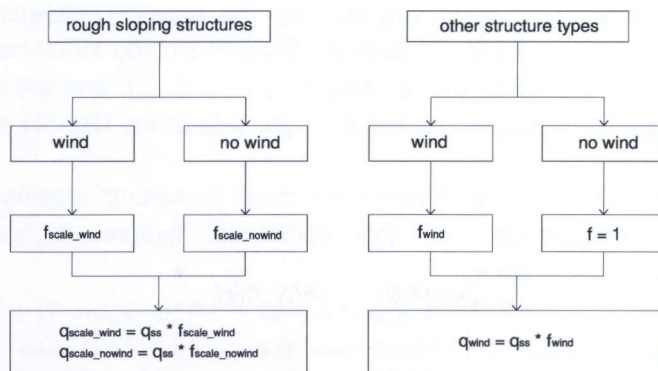 rough sloping structures
other structure types
wind
no wind
wind
no wind
fscale_wind
fscale_nowind
fwind
f = 1
qscale_wind = qss * fscale_wind
qscale_nowind = qss * fscale_nowind
qwind = qss * fwind